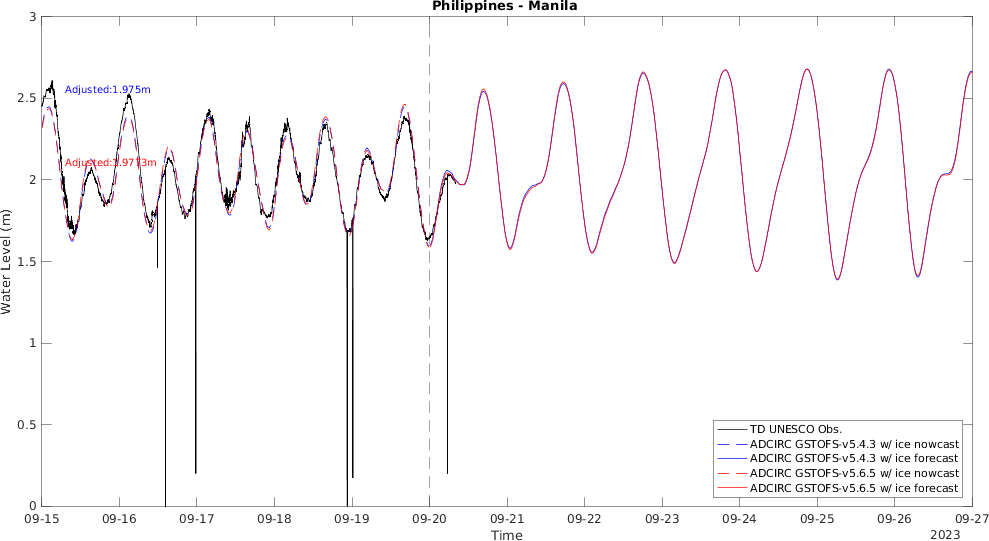 Philippines - Manila
3
2.5
2
1.5
1
0.5
0
Water Level (m)
Adjusted:1.975m
Adjusted:1.9773m
TD UNESCO Obs.
ADCIRC GSTOFS-v5.4.3 w/ ice nowcast
ADCIRC GSTOFS-v5.4.3 w/ ice forecast
ADCIRC GSTOFS-v5.6.5 w/ ice nowcast
ADCIRC GSTOFS-v5.6.5 w/ ice forecast
09-15 09-16 09-17 09-18 09-19 09-20 09-21 09-22 09-23 09-24 09-25 09-26 09-27
Time
2023